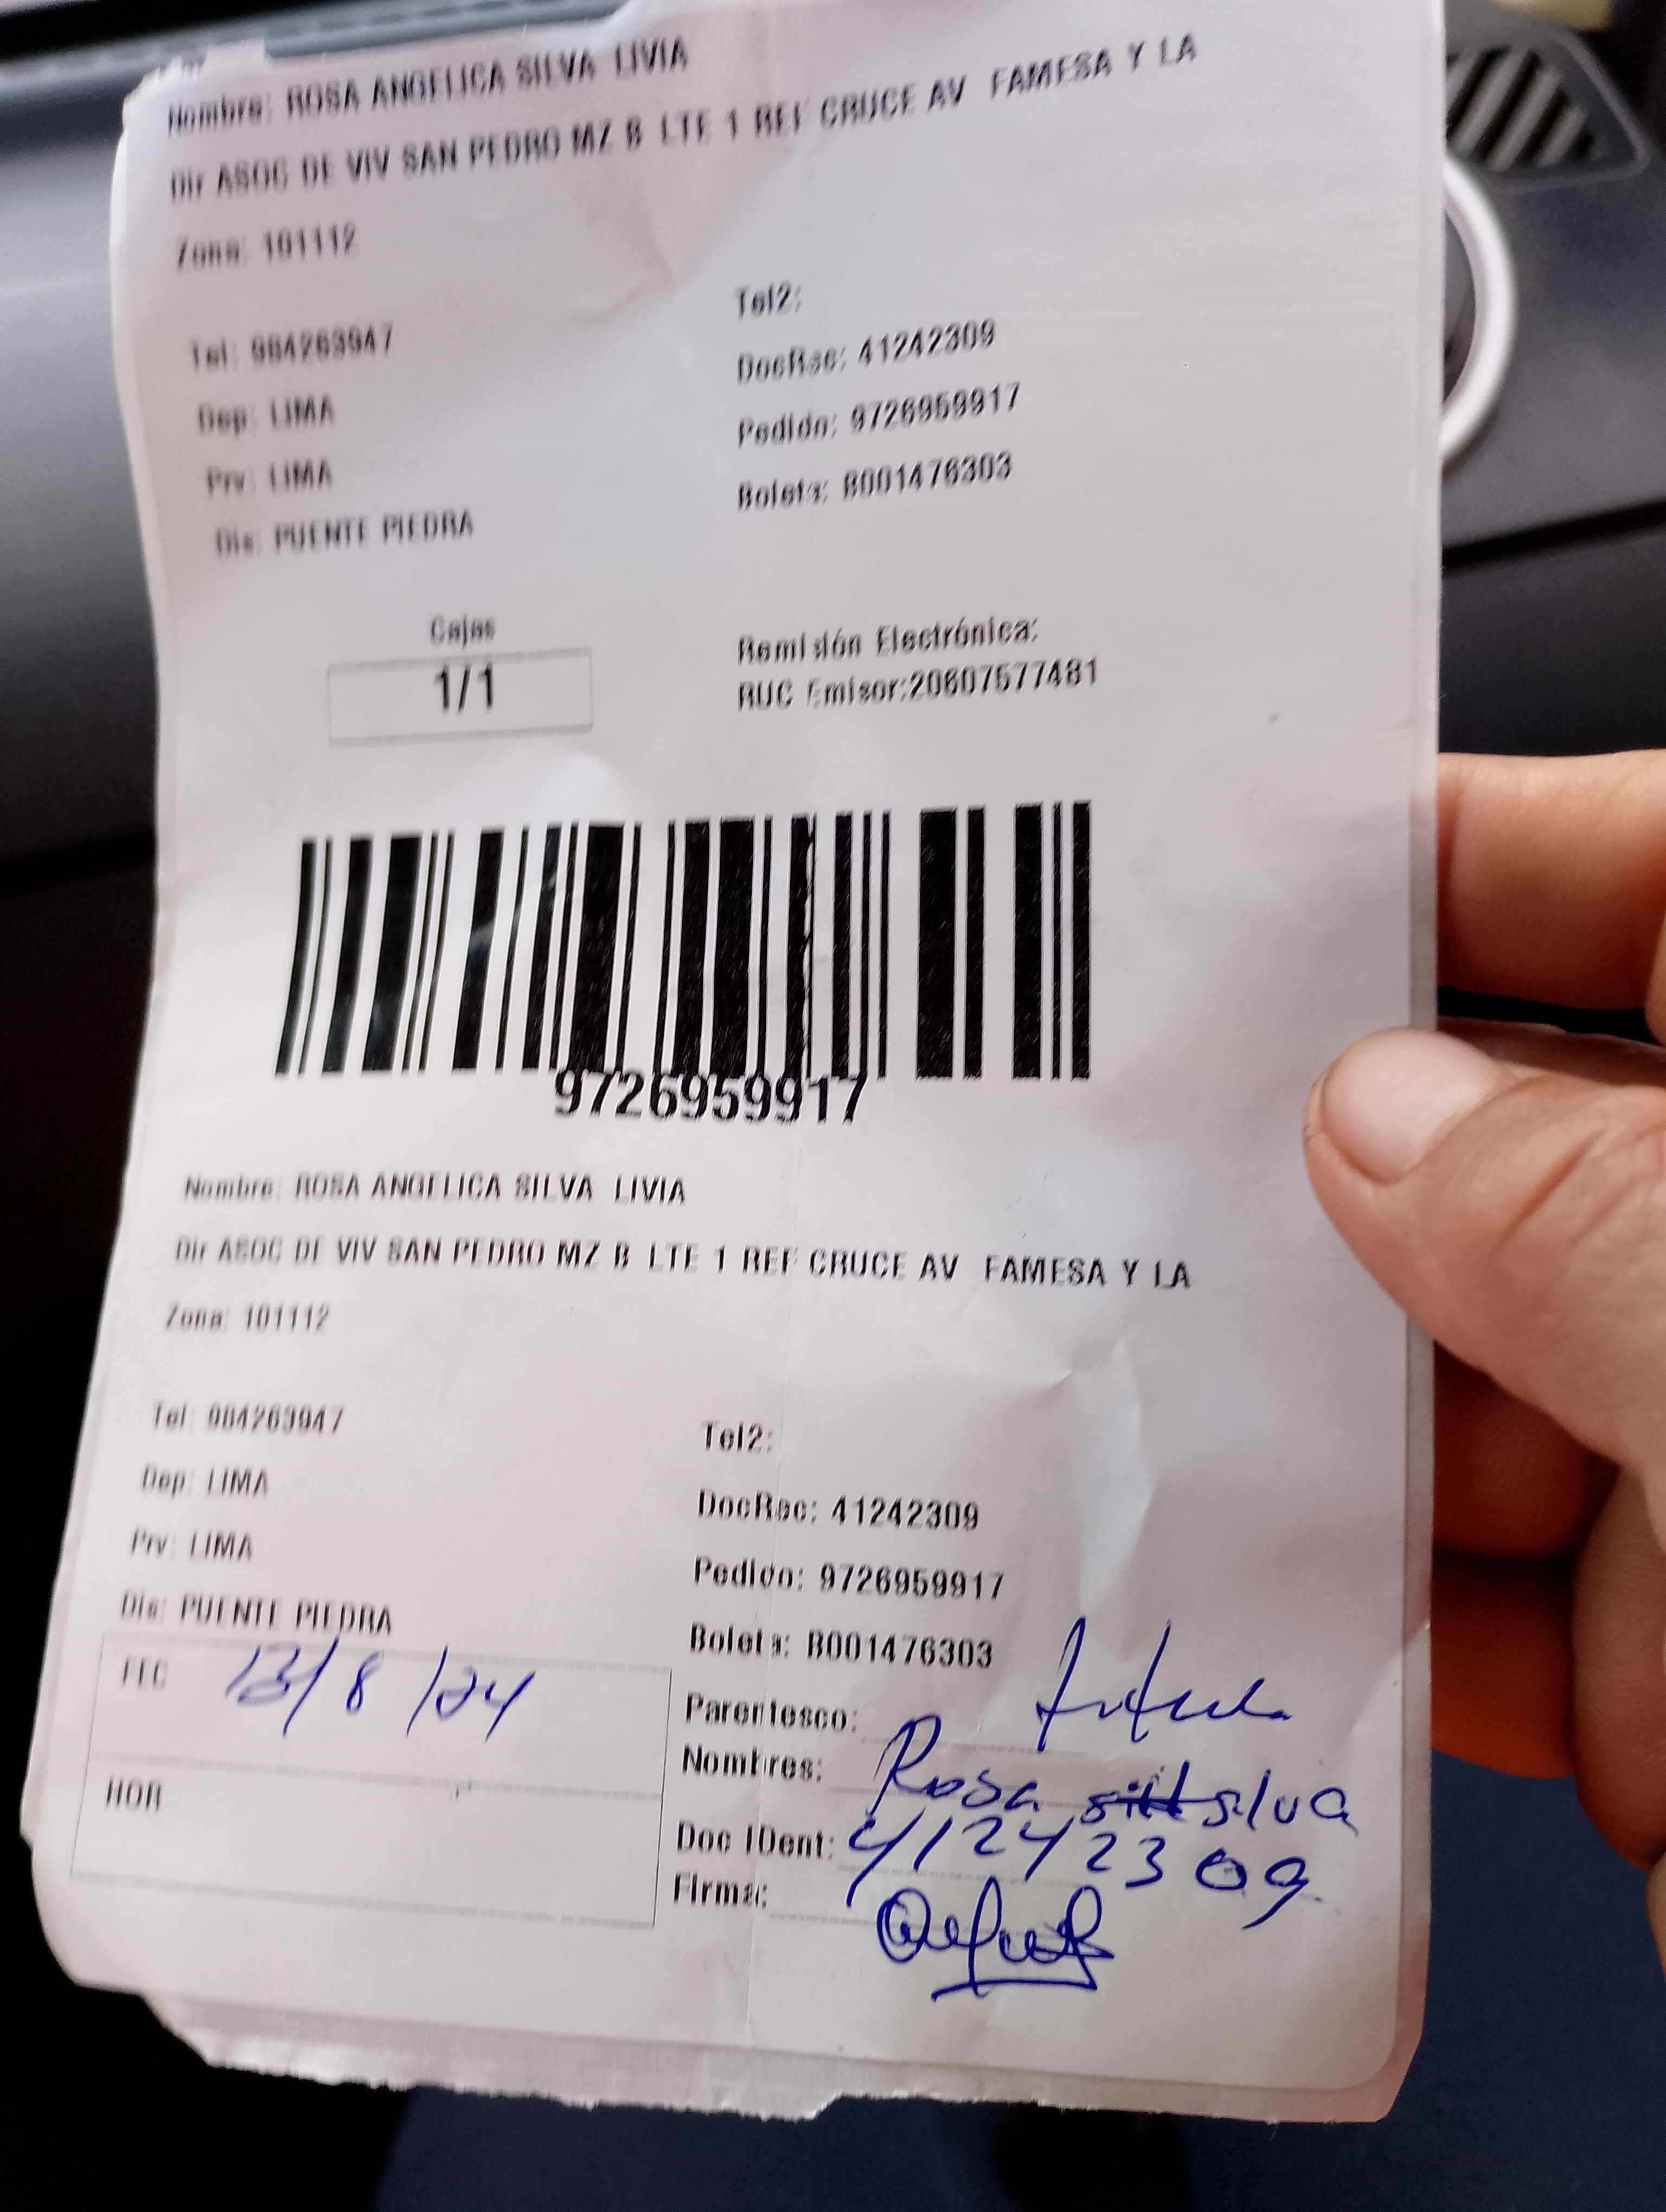 Nombre: ROSA ANGELICA SILVA LIVIA
Dir ASOC DE VIV SAN PEDRO MZ B LTE 1 REF CRUCE AV FAMESA Y LA
Zona: 101112
Tel: 984263947
Tel2:
DocRec: 41242309
Dep: LIMA
Pedido: 9726959917
Prv: LIMA
Boleta: B001476303
Dis: PUENTE PIEDRA
Cajas
1/1
Remisión Electrónica:
RUC Emisor:20607577481
9726959917
Nombre: ROSA ANGELICA SILVA LIVIA
Dir ASOC DE VIV SAN PEDRO MZ B LTE 1 REF CRUCE AV FAMESA Y LA
Zona: 101112
Tel: 984263947
Tel2:
Dep: LIMA
DocRec: 41242309
Prv: LIMA
Pedido: 9726959917
Dis: PUENTE PIEDRA
Boleta: B001476303
FEC 13/8/24
Parentesco:
Nombres: Rosa silva
HOR
Doc IDent: 41242309
Firma: